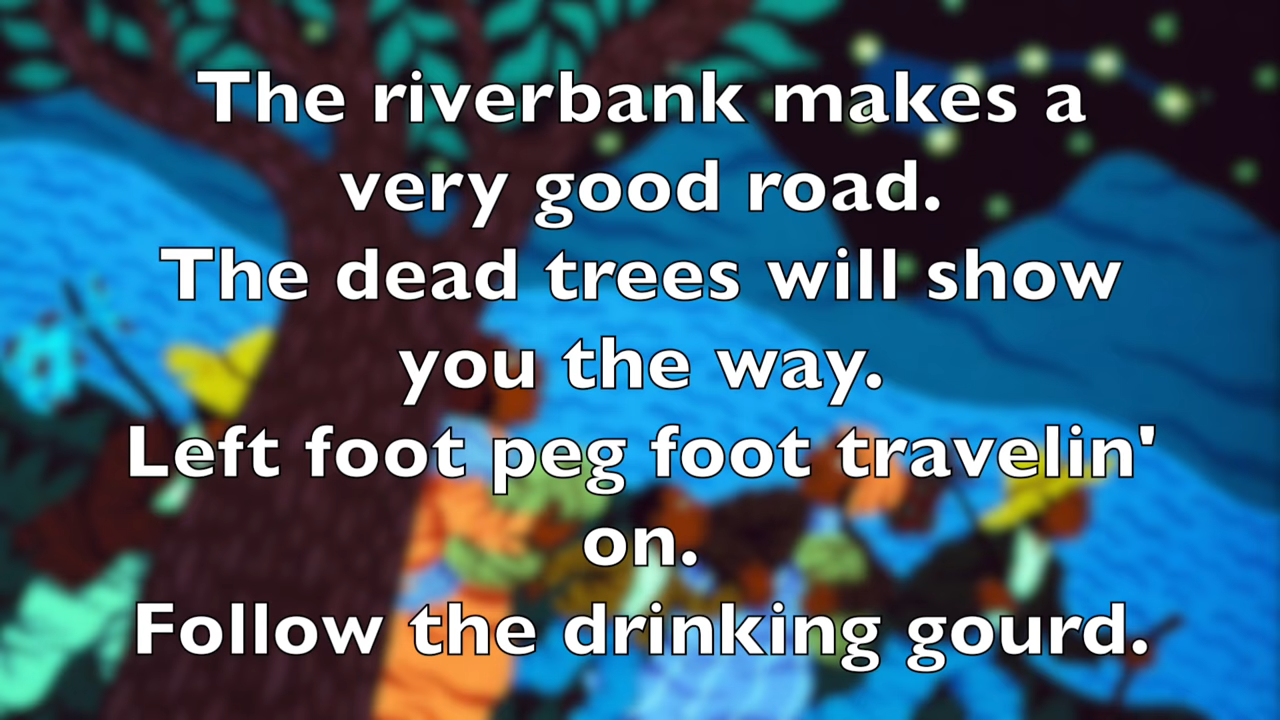 The riverbank makes a
very good road.
The dead trees will show
you the way.
Left foot peg foot travelin'
on.
Follow the drinking gourd.